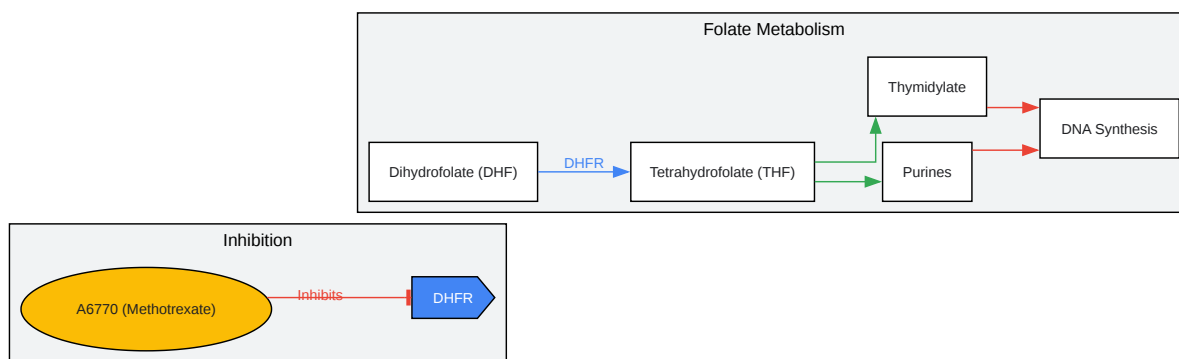 Folate Metabolism
Thymidylate
DNA Synthesis
Dihydrofolate (DHF)
DHFR
Tetrahydrofolate (THF)
Purines
Inhibition
A6770 (Methotrexate)
Inhibits
DHFR